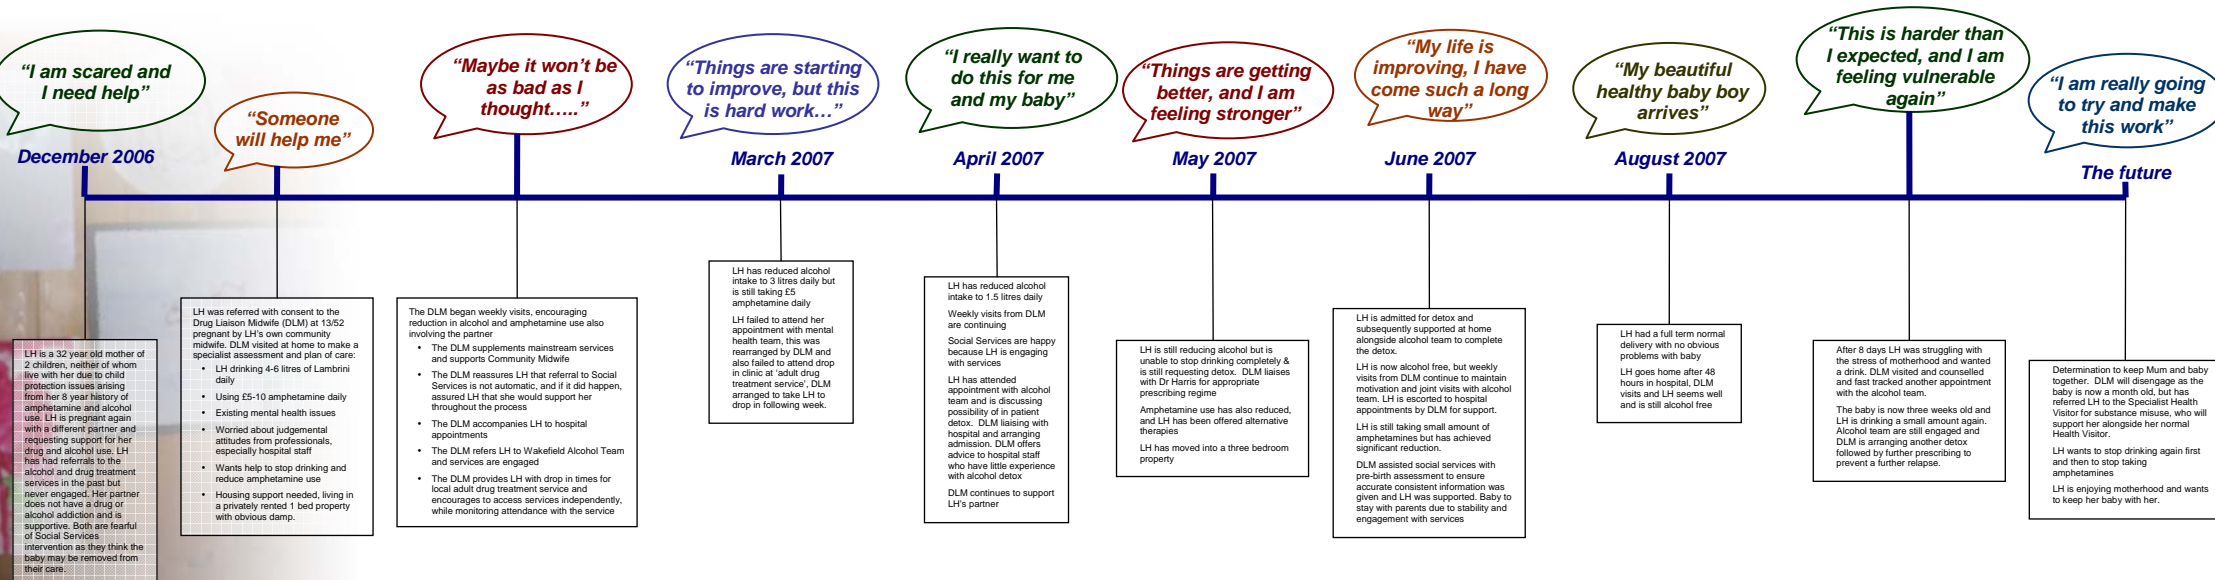 “I am scared and
I need help”
December 2006
LH is a 32 year old mother of
2 children, neither of whom
live with her due to child
protection issues arising
from her 8 year history of
amphetamine and alcohol
use. LH is pregnant again
with a different partner and
requesting support for her
drug and alcohol use. LH
has had referrals to the
alcohol and drug treatment
services in the past but
never engaged. Her partner
does not have a drug or
alcohol addiction and is
supportive. Both are fearful
of Social Services
intervention as they think the
baby may be removed from
their care.
“Someone
will help me”
LH was referred with consent to the
Drug Liaison Midwife (DLM) at 13/52
pregnant by LH’s own community
midwife. DLM visited at home to make a
specialist assessment and plan of care:
• LH drinking 4-6 litres of Lambrini
daily
• Using £5-10 amphetamine daily
• Existing mental health issues
• Worried about judgemental
attitudes from professionals,
especially hospital staff
• Wants help to stop drinking and
reduce amphetamine use
• Housing support needed, living in
a privately rented 1 bed property
with obvious damp.
“Maybe it won’t be
as bad as I
thought…..”
The DLM began weekly visits, encouraging
reduction in alcohol and amphetamine use also
involving the partner
• The DLM supplements mainstream services
and supports Community Midwife
• The DLM reassures LH that referral to Social
Services is not automatic, and if it did happen,
assured LH that she would support her
throughout the process
• The DLM accompanies LH to hospital
appointments
• The DLM refers LH to Wakefield Alcohol Team
and services are engaged
• The DLM provides LH with drop in times for
local adult drug treatment service and
encourages to access services independently,
while monitoring attendance with the service
“Things are starting
to improve, but this
is hard work…”
March 2007
LH has reduced alcohol
intake to 3 litres daily but
is still taking £5
amphetamine daily
LH failed to attend her
appointment with mental
health team, this was
rearranged by DLM and
also failed to attend drop
in clinic at ‘adult drug
treatment service’, DLM
arranged to take LH to
drop in following week.
“I really want to
do this for me
and my baby”
April 2007
LH has reduced alcohol
intake to 1.5 litres daily
Weekly visits from DLM
are continuing
Social Services are happy
because LH is engaging
with services
LH has attended
appointment with alcohol
team and is discussing
possibility of in patient
detox. DLM liaising with
hospital and arranging
admission. DLM offers
advice to hospital staff
who have little experience
with alcohol detox
DLM continues to support
LH’s partner
“Things are getting
better, and I am
feeling stronger”
May 2007
LH is still reducing alcohol but is
unable to stop drinking completely &
is still requesting detox. DLM liaises
with Dr Harris for appropriate
prescribing regime
Amphetamine use has also reduced,
and LH has been offered alternative
therapies
LH has moved into a three bedroom
property
“My life is
improving, I have
come such a long
way”
June 2007
LH is admitted for detox and
subsequently supported at home
alongside alcohol team to complete
the detox.
LH is now alcohol free, but weekly
visits from DLM continue to maintain
motivation and joint visits with alcohol
team. LH is escorted to hospital
appointments by DLM for support.
LH is still taking small amount of
amphetamines but has achieved
significant reduction.
DLM assisted social services with
pre-birth assessment to ensure
accurate consistent information was
given and LH was supported. Baby to
stay with parents due to stability and
engagement with services
“My beautiful
healthy baby boy
arrives”
August 2007
LH had a full term normal
delivery with no obvious
problems with baby
LH goes home after 48
hours in hospital, DLM
visits and LH seems well
and is still alcohol free
“This is harder than
I expected, and I am
feeling vulnerable
again”
After 8 days LH was struggling with
the stress of motherhood and wanted
a drink. DLM visited and counselled
and fast tracked another appointment
with the alcohol team.
The baby is now three weeks old and
LH is drinking a small amount again.
Alcohol team are still engaged and
DLM is arranging another detox
followed by further prescribing to
prevent a further relapse.
“I am really going
to try and make
this work”
The future
Determination to keep Mum and baby
together. DLM will disengage as the
baby is now a month old, but has
referred LH to the Specialist Health
Visitor for substance misuse, who will
support her alongside her normal
Health Visitor.
LH wants to stop drinking again first
and then to stop taking
amphetamines
LH is enjoying motherhood and wants
to keep her baby with her.